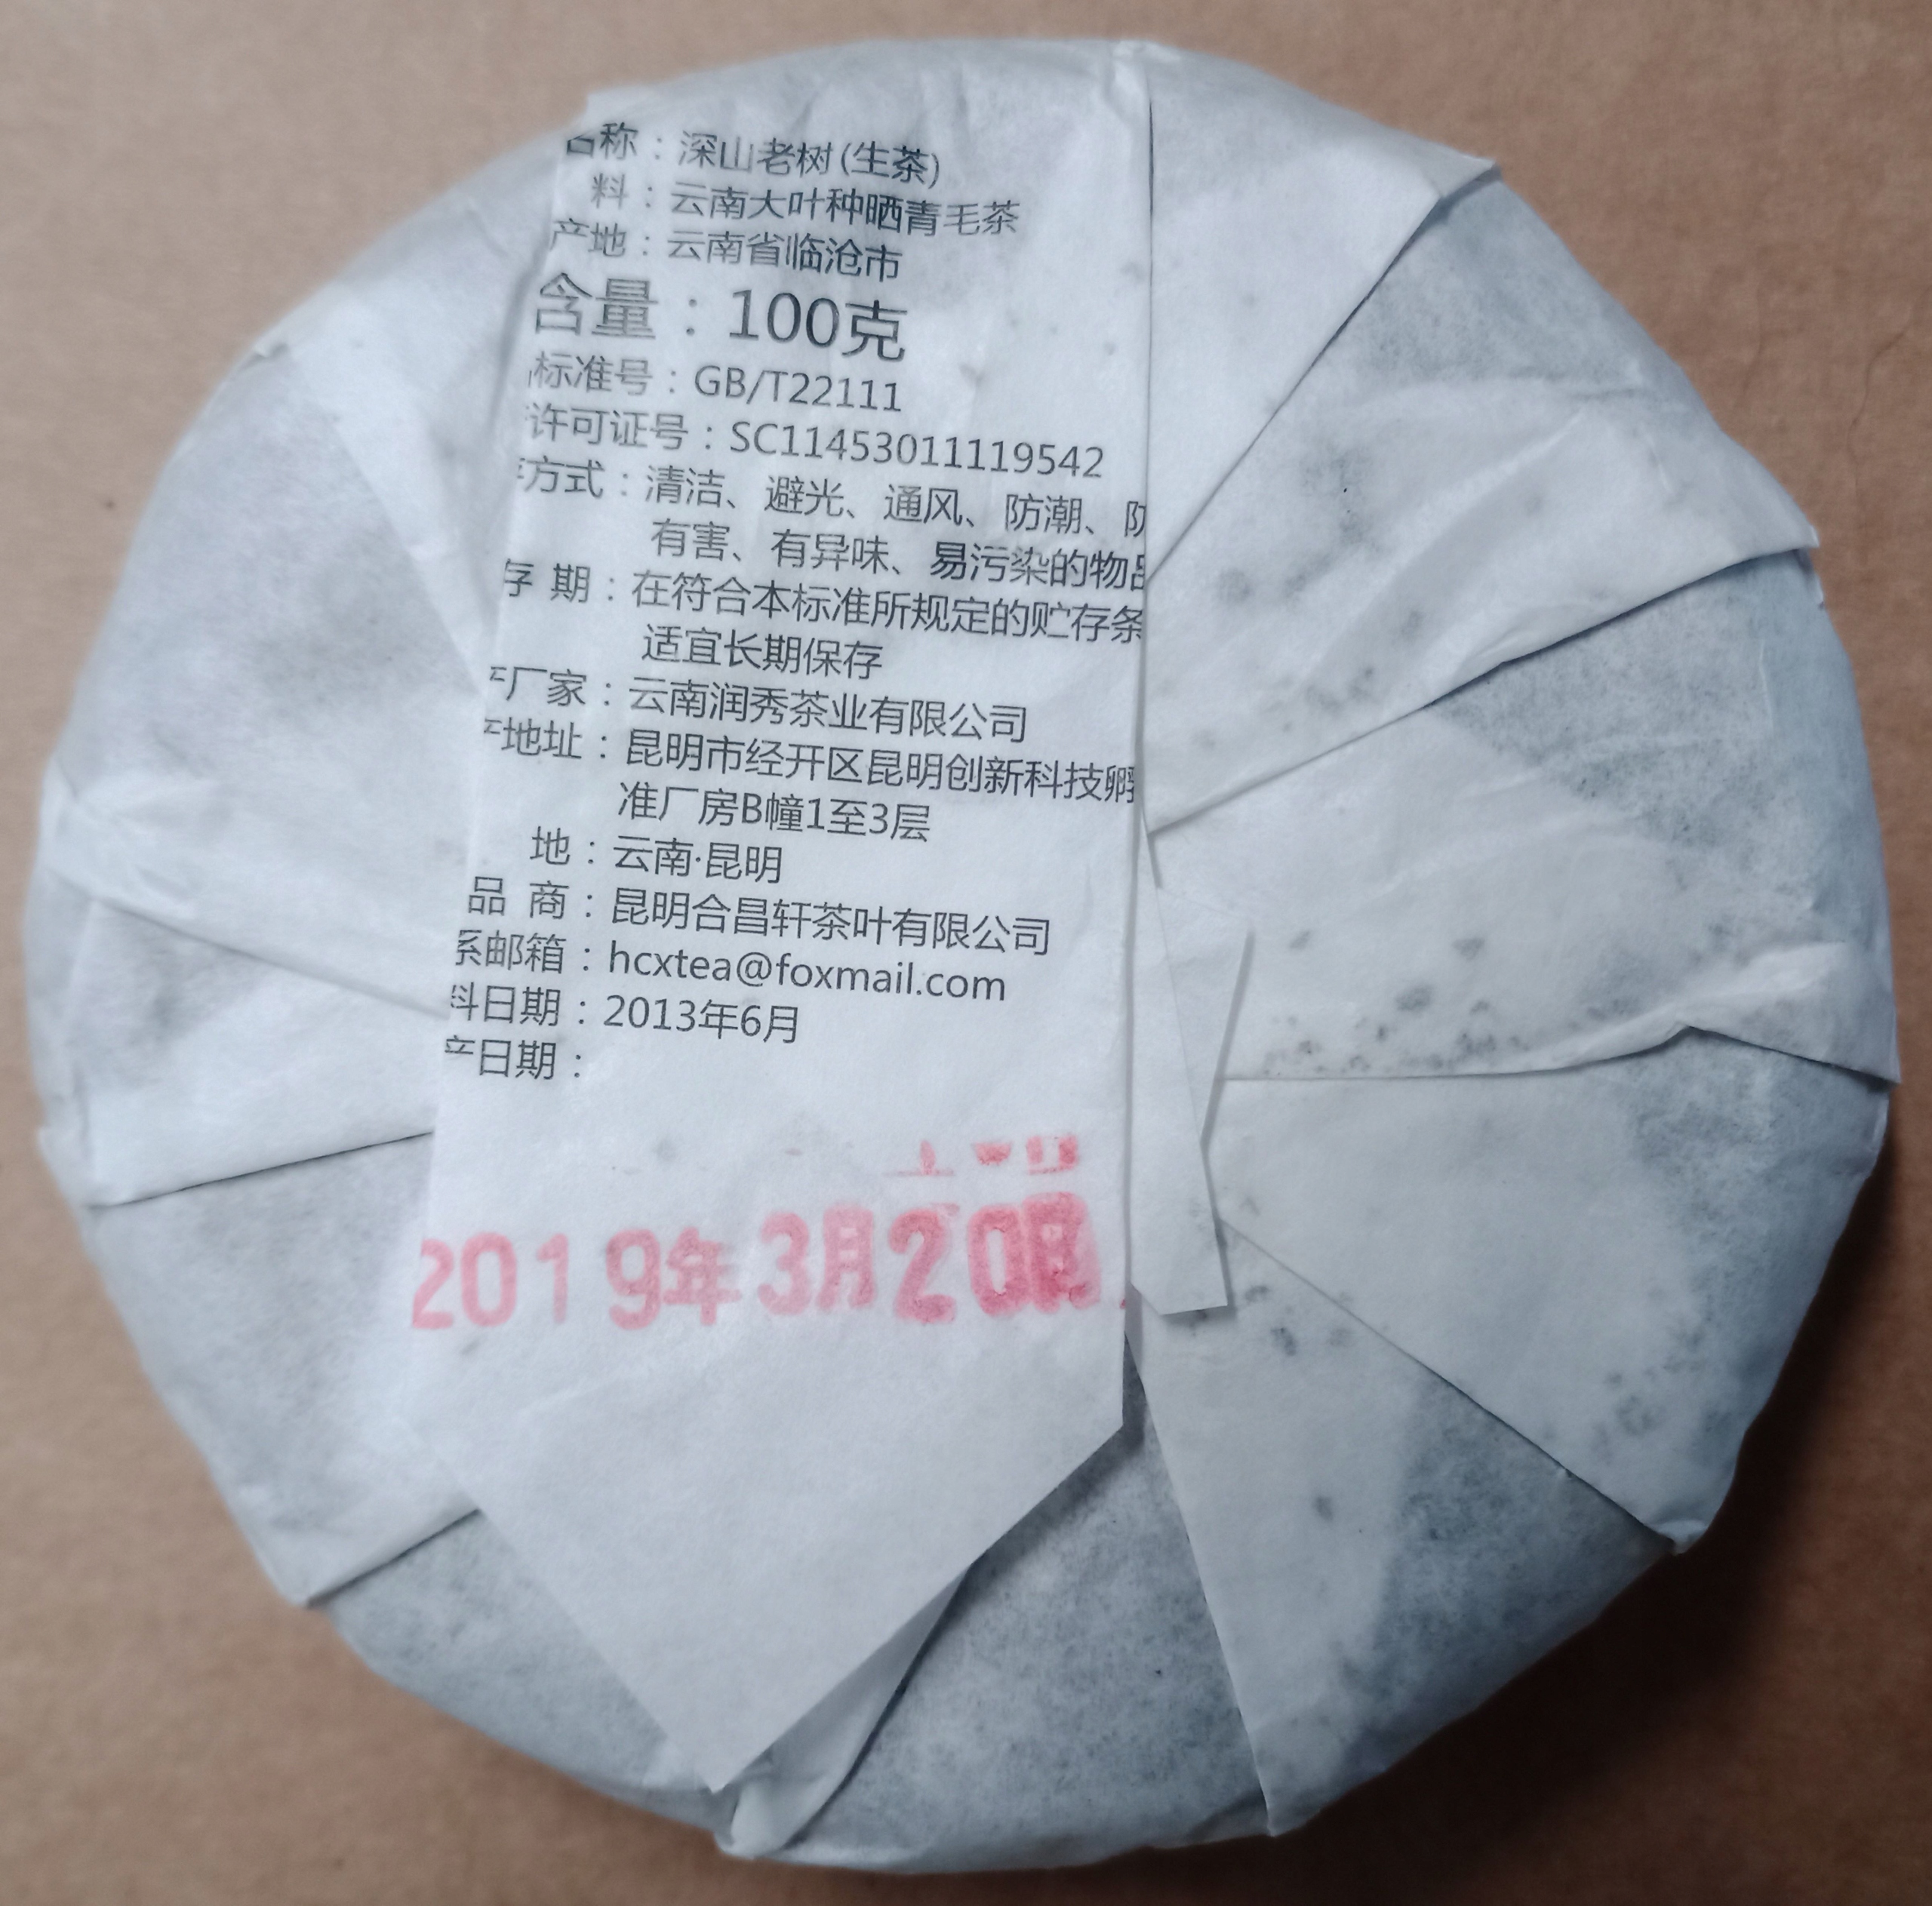 名称：深山老树(生茶)
料：云南大叶种晒青毛茶
产地：云南省临沧市
含量：100克
标准号：GB/T22111
许可证号：SC11453011119542
方式：清洁、避光、通风、防潮、
有害、有异味、易污染的物品
存 期：在符合本标准所规定的贮存条
适宜长期保存
厂家：云南润秀茶业有限公司
地址：昆明市经开区昆明创新科技孵
准厂房B幢1至3层
地：云南·昆明
品 商：昆明合昌轩茶叶有限公司
系邮箱：hcxtea@foxmail.com
料日期：2013年6月
产日期：
2019年3月20日